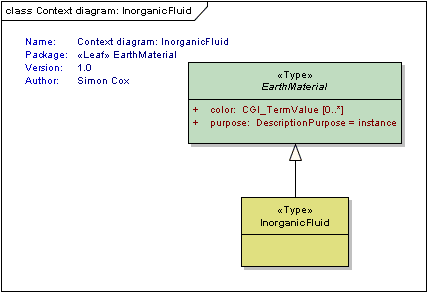 class Context diagram: InorganicFluid
Name: Context diagram: InorganicFluid
Package: «Leaf» EarthMaterial
Version: 1.0
Author: Simon Cox
«Type»
EarthMaterial
+ color: CGI_TermValue [0..*]
+ purpose: DescriptionPurpose = instance
«Type»
InorganicFluid